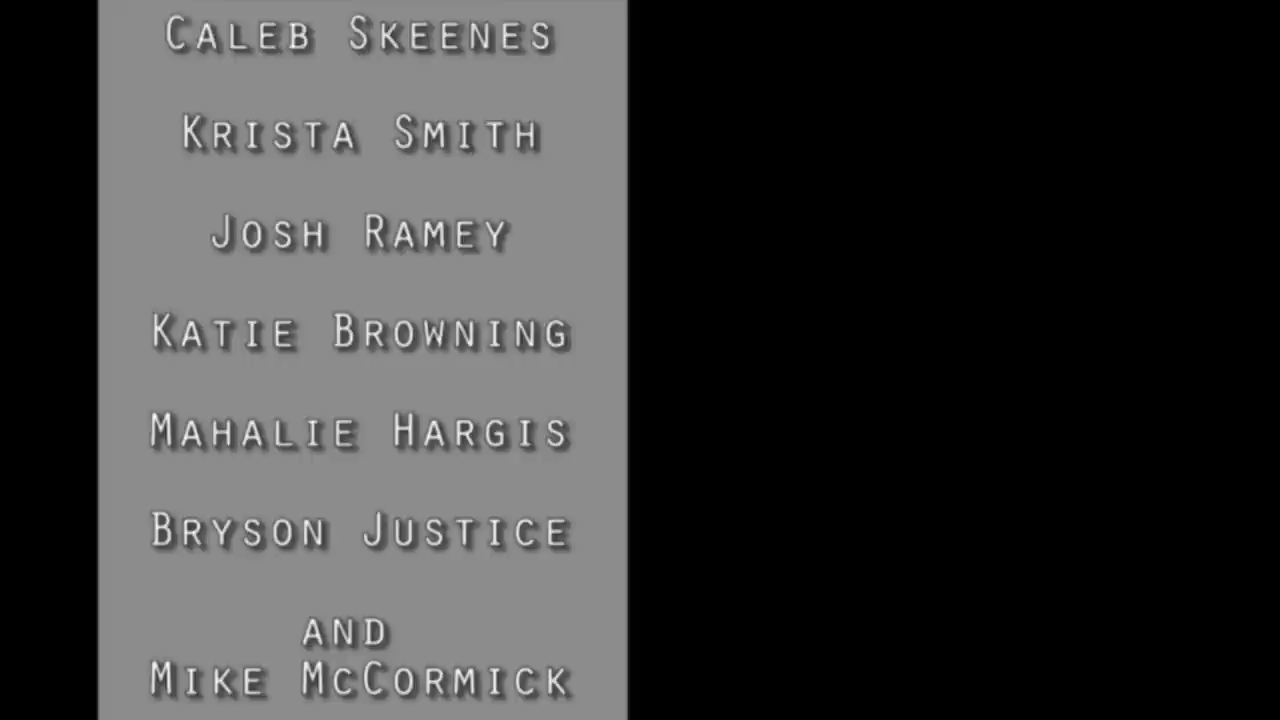 Caleb Skeenes
Krista Smith
Josh Ramey
Katie Browning
Mahalie Hargis
Bryson Justice
and
Mike McCormick